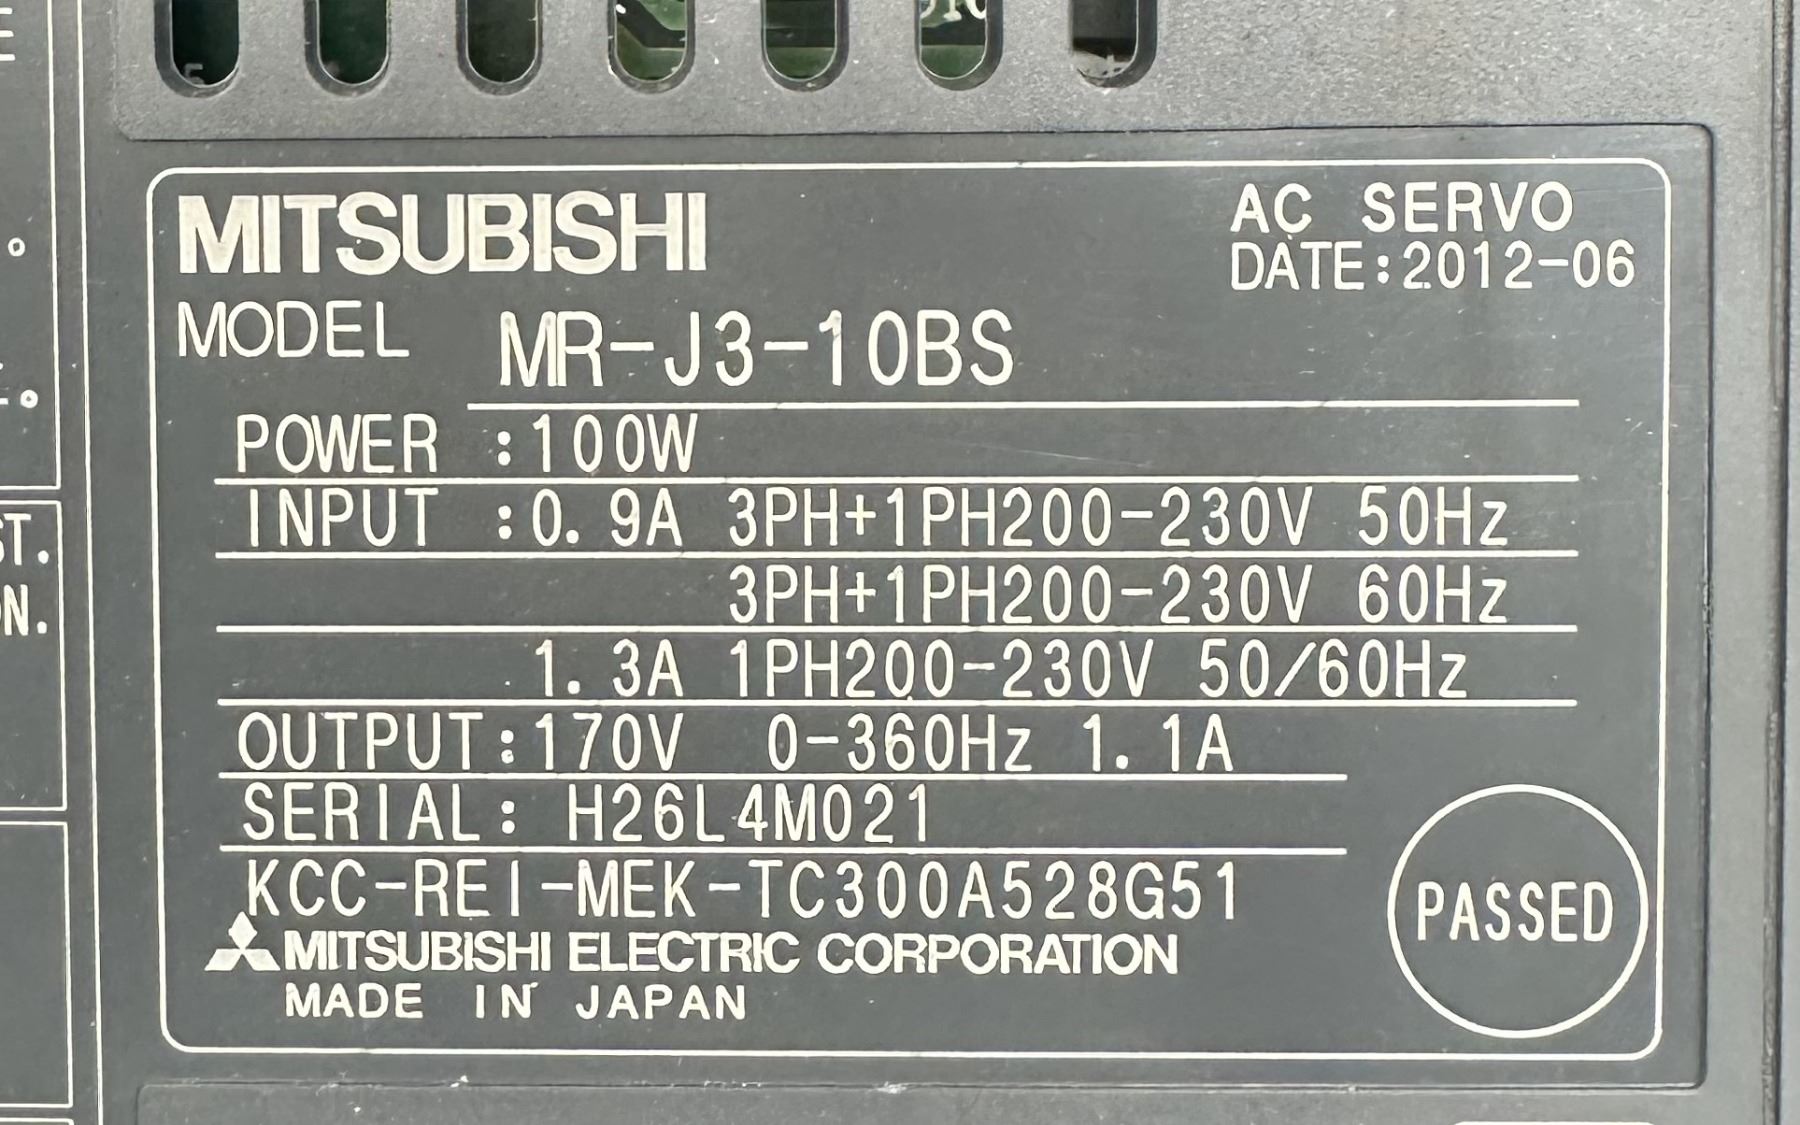 MITSUBISHI
AC SERVO
DATE:2012-06
MODEL MR-J3-10BS
POWER :100W
INPUT :0.9A 3PH+1PH200-230V 50Hz
3PH+1PH200-230V 60Hz
1.3A 1PH200-230V 50/60Hz
OUTPUT:170V 0-360Hz 1.1A
SERIAL: H26L4M021
KCC-REI-MEK-TC300A528G51
MITSUBISHI ELECTRIC CORPORATION
MADE IN JAPAN
PASSED